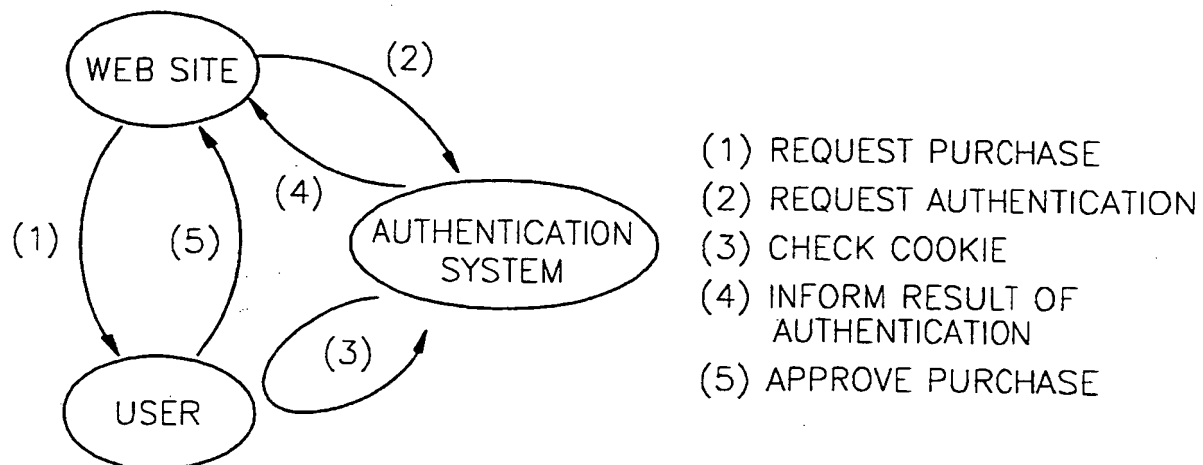 WEB SITE
(2)
(4)
(1)
(5)
AUTHENTICATION
SYSTEM
(3)
USER
(1) REQUEST PURCHASE
(2) REQUEST AUTHENTICATION
(3) CHECK COOKIE
(4) INFORM RESULT OF
AUTHENTICATION
(5) APPROVE PURCHASE